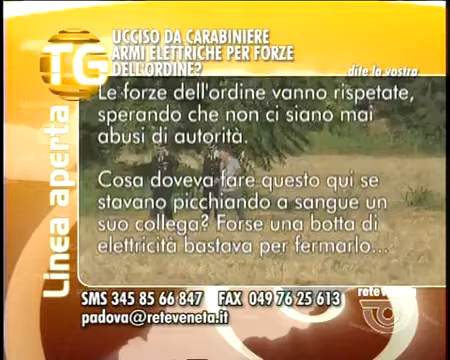 TG
Linea aperta
UCCISO DA CARABINIERE
ARMI ELETTRICHE PER FORZE
DELL'ORDINE?
dite la vostra
Le forze dell'ordine vanno rispetate,
sperando che non ci siano mai
abusi di autorità.
Cosa doveva fare questo qui se
stavano picchiando a sangue un
suo collega? Forse una botta di
elettricità bastava per fermarlo...
SMS 345 85 66 847 FAX 049 76 25 613
padova@reteveneta.it